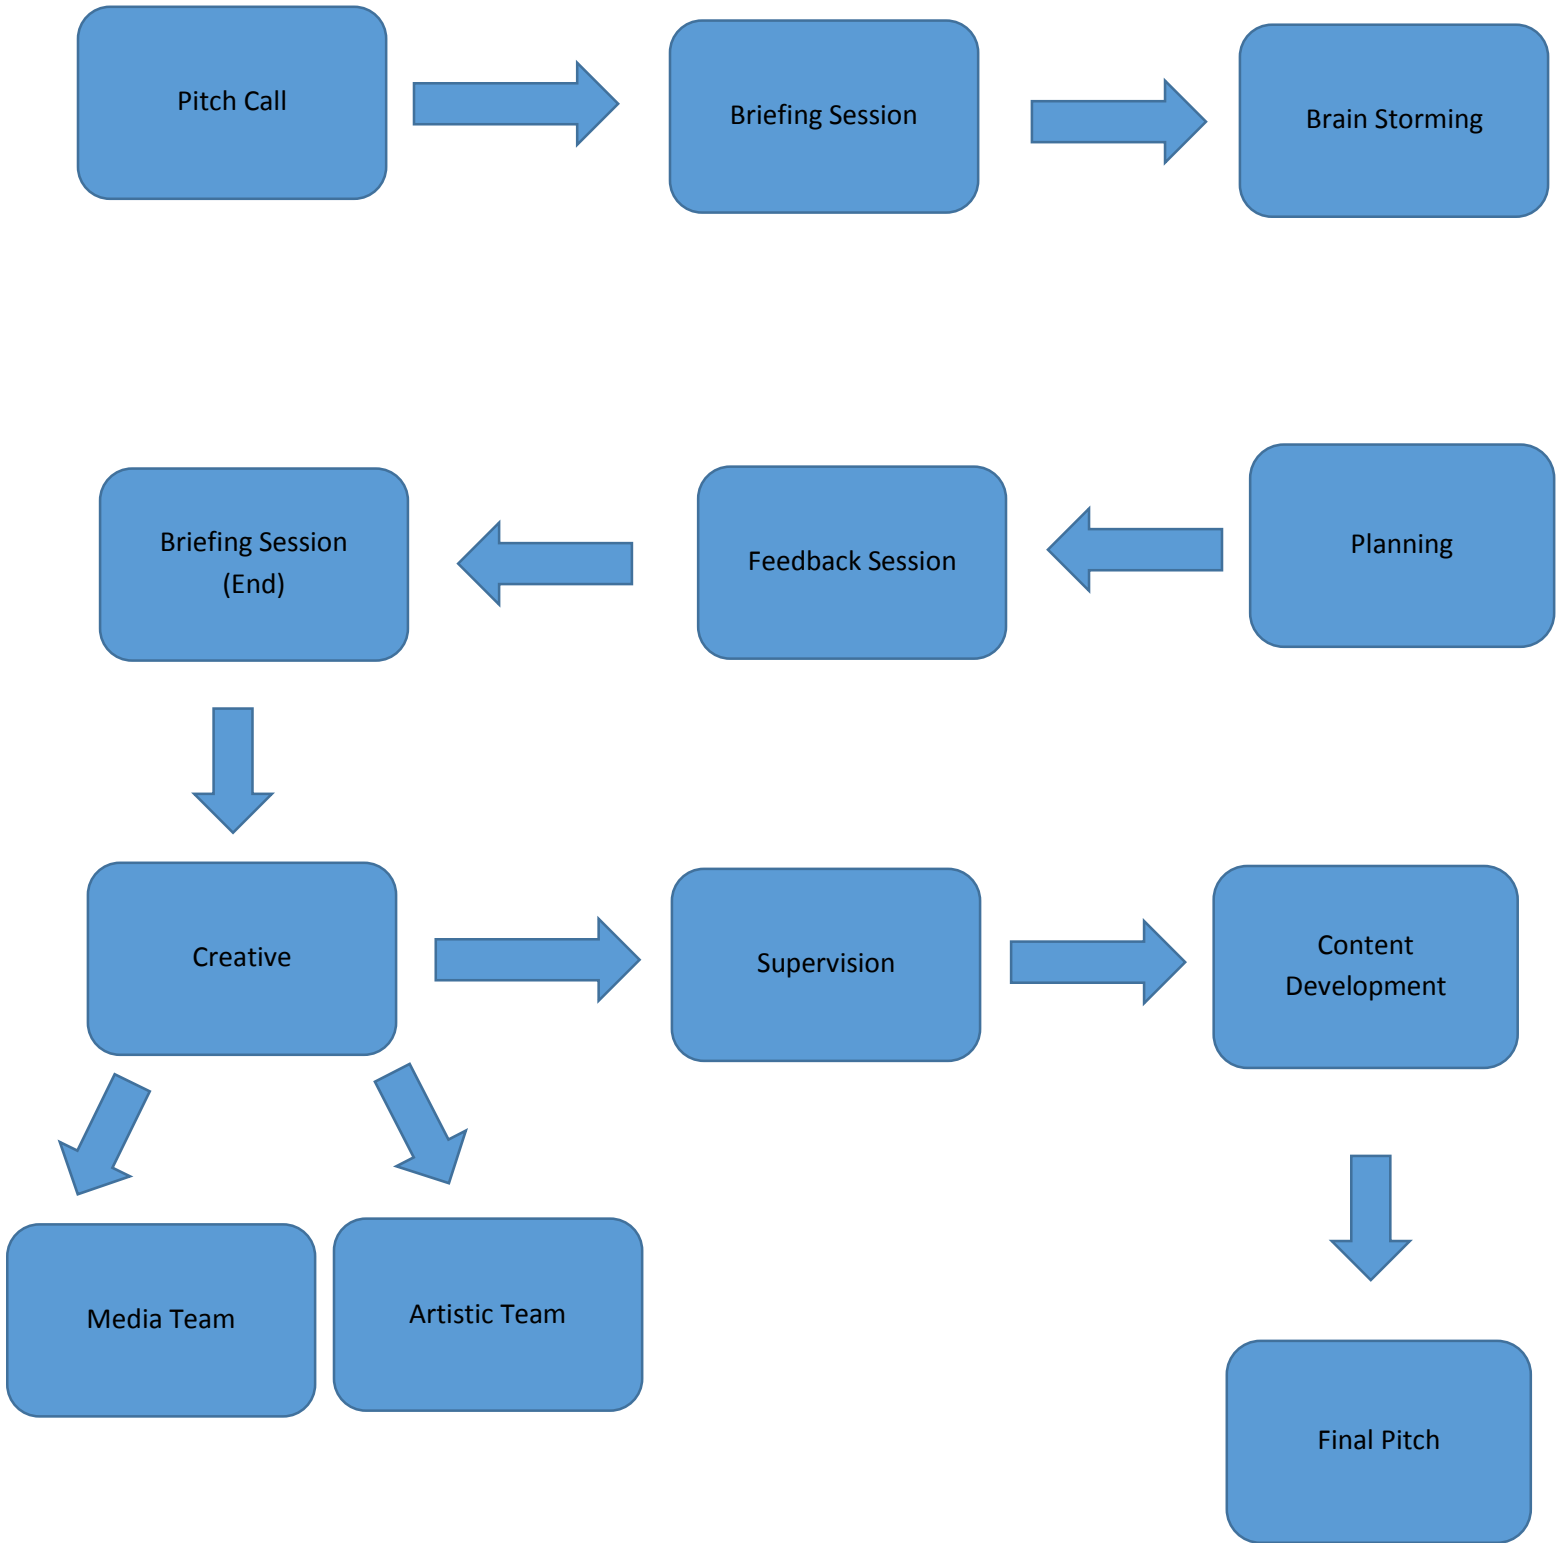 Pitch Call
Briefing Session
Brain Storming
Briefing Session
(End)
Feedback Session
Planning
Creative
Supervision
Content
Development
Media Team
Artistic Team
Final Pitch